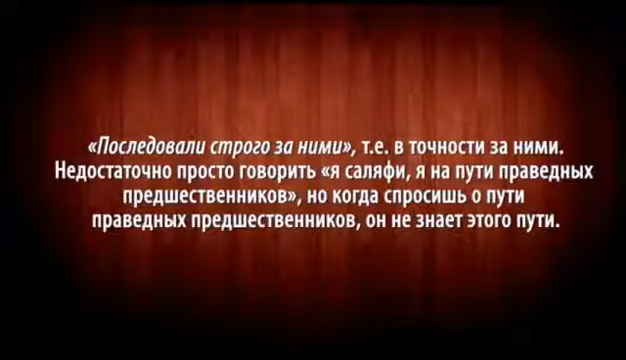 «Последовали строго за ними», т.е. в точности за ними.
Недостаточно просто говорить «я саляфи, я на пути праведных
предшественников», но когда спросишь о пути
праведных предшественников, он не знает этого пути.